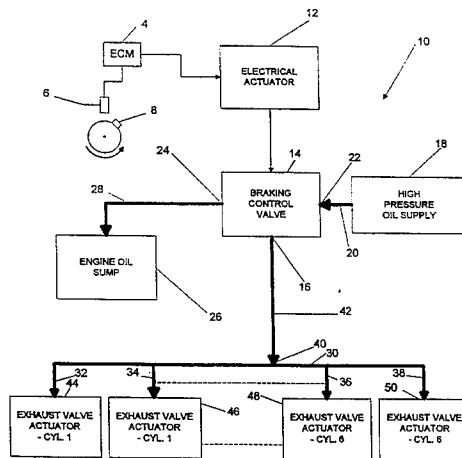 4
12
ECM
ELECTRICAL
ACTUATOR
10
6
8
14
18
24
22
28
BRAKING
CONTROL
VALVE
HIGH
PRESSURE
OIL SUPPLY
20
16
ENGINE OIL
SUMP
26
42
40
30
32
34
36
38
44
46
48
50
EXHAUST VALVE
ACTUATOR
- CYL. 1
EXHAUST VALVE
ACTUATOR
- CYL. 1
EXHAUST VALVE
ACTUATOR
- CYL. 6
EXHAUST VALVE
ACTUATOR
- CYL. 6